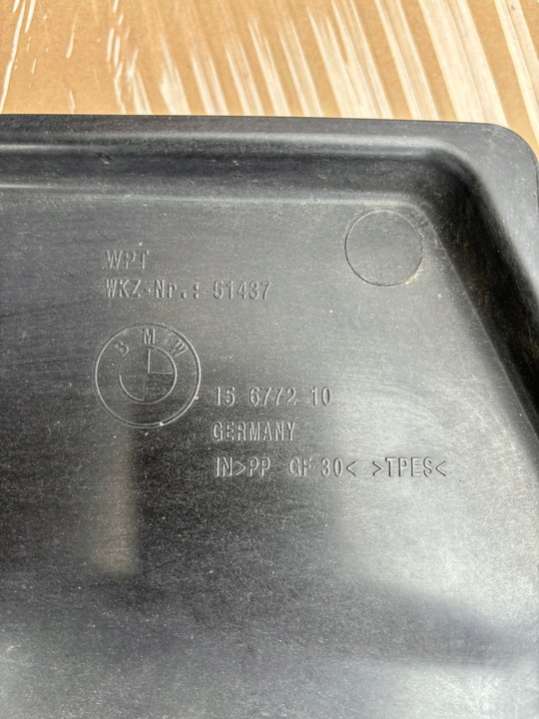 WPT
WKZ-Nr.: 51437
BMW
15 6772 10
GERMANY
IN>PP GF 30< >TPES<